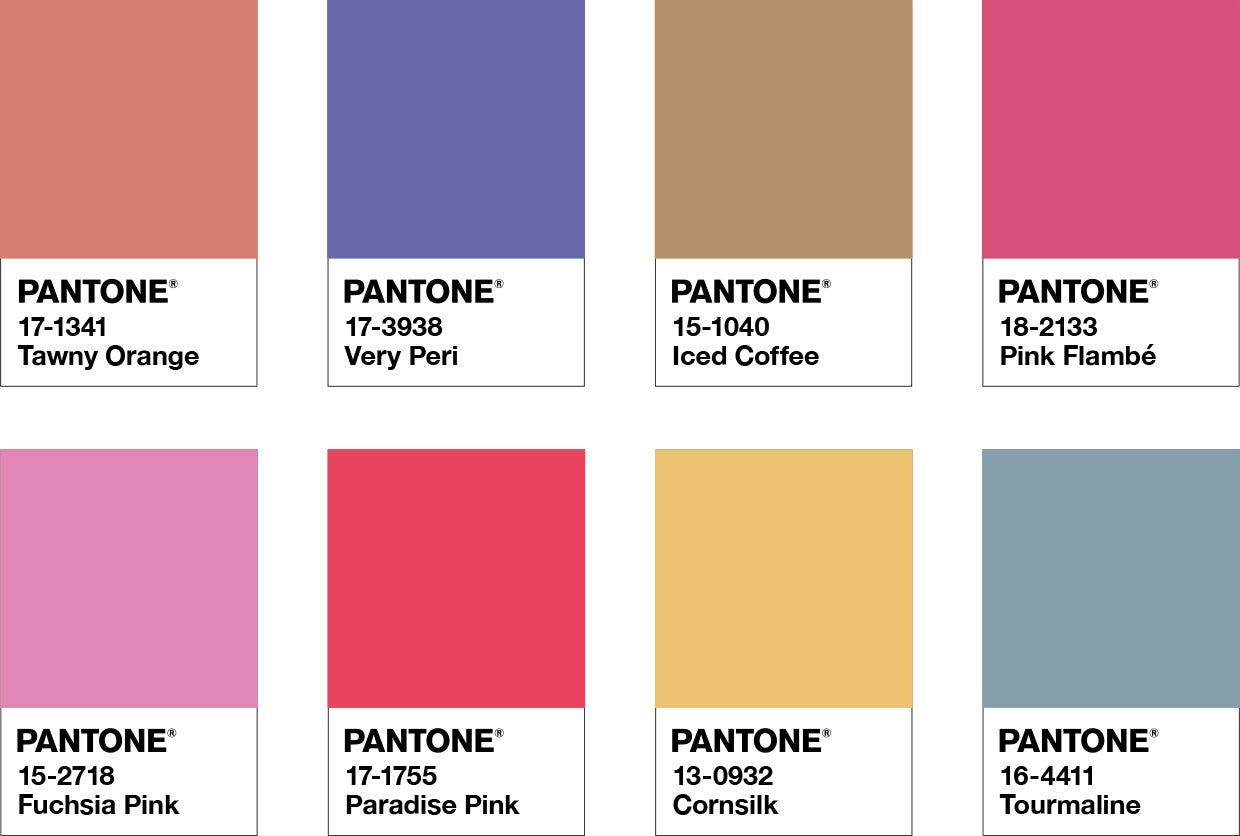 PANTONE®
17-1341
Tawny Orange
PANTONE®
17-3938
Very Peri
PANTONE®
15-1040
Iced Coffee
PANTONE®
18-2133
Pink Flambé
PANTONE®
15-2718
Fuchsia Pink
PANTONE®
17-1755
Paradise Pink
PANTONE®
13-0932
Cornsilk
PANTONE®
16-4411
Tourmaline